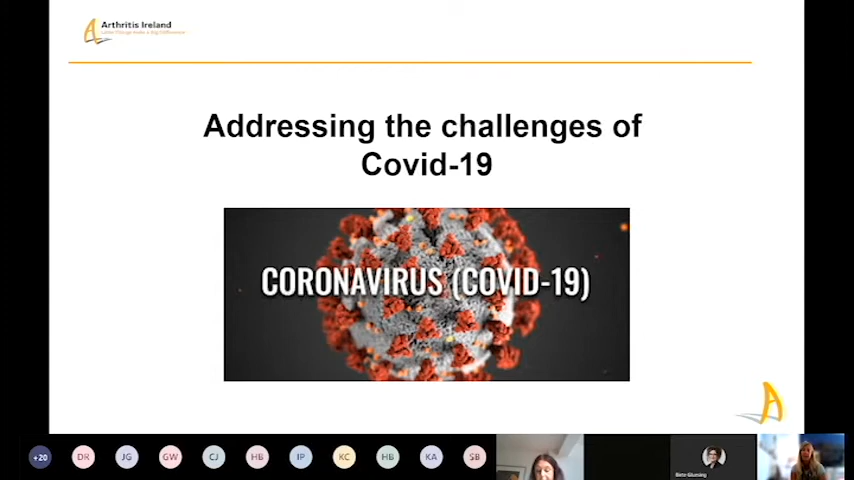 Arthritis Ireland
Addressing the challenges of
Covid-19
CORONAVIRUS (COVID-19)
+20
DR
JG
GW
CJ
HB
IP
KC
HB
KA
SB